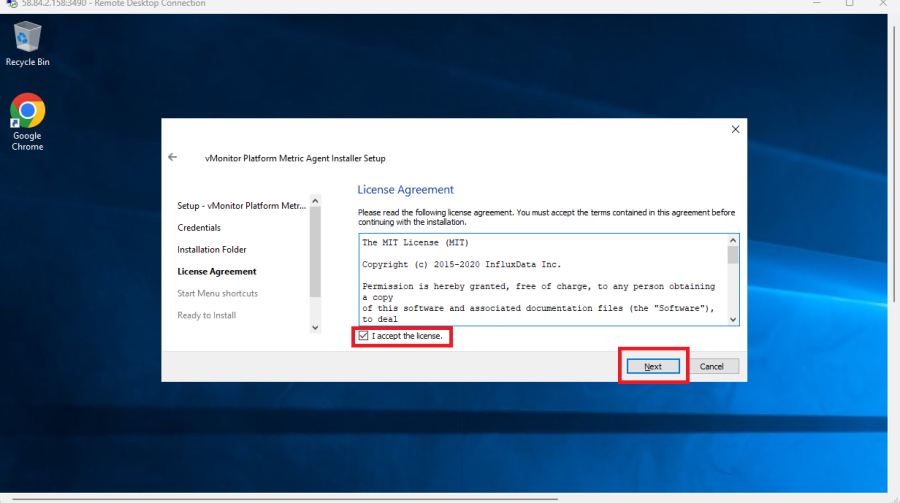 58.84.2.158:3490 - Remote Desktop Connection
Recycle Bin
Google
Chrome
vMonitor Platform Metric Agent Installer Setup
Setup - vMonitor Platform Metr...
Credentials
Installation Folder
License Agreement
Start Menu shortcuts
Ready to Install
License Agreement
Please read the following license agreement. You must accept the terms contained in this agreement before
continuing with the installation.
The MIT License (MIT)
Copyright (c) 2015-2020 InfluxData Inc.
Permission is hereby granted, free of charge, to any person obtaining
a copy
of this software and associated documentation files (the "Software"),
to deal
I accept the license.
Next
Cancel